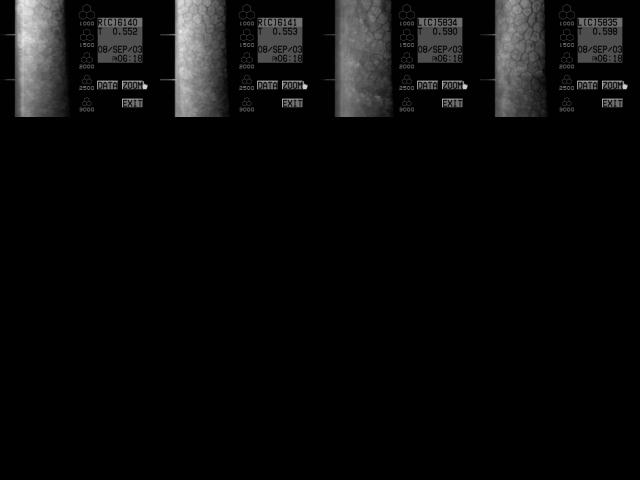 1000
1500
2000
2500
3000
R(C)6140
T 0.552
08/SEP/03
PM06:18
DATA ZOOM
EXIT
1000
1500
2000
2500
3000
R(C)6141
T 0.553
08/SEP/03
PM06:18
DATA ZOOM
EXIT
1000
1500
2000
2500
3000
L(C)5834
T 0.590
08/SEP/03
PM06:18
DATA ZOOM
EXIT
1000
1500
2000
2500
3000
L(C)5835
T 0.598
08/SEP/03
PM06:18
DATA ZOOM
EXIT